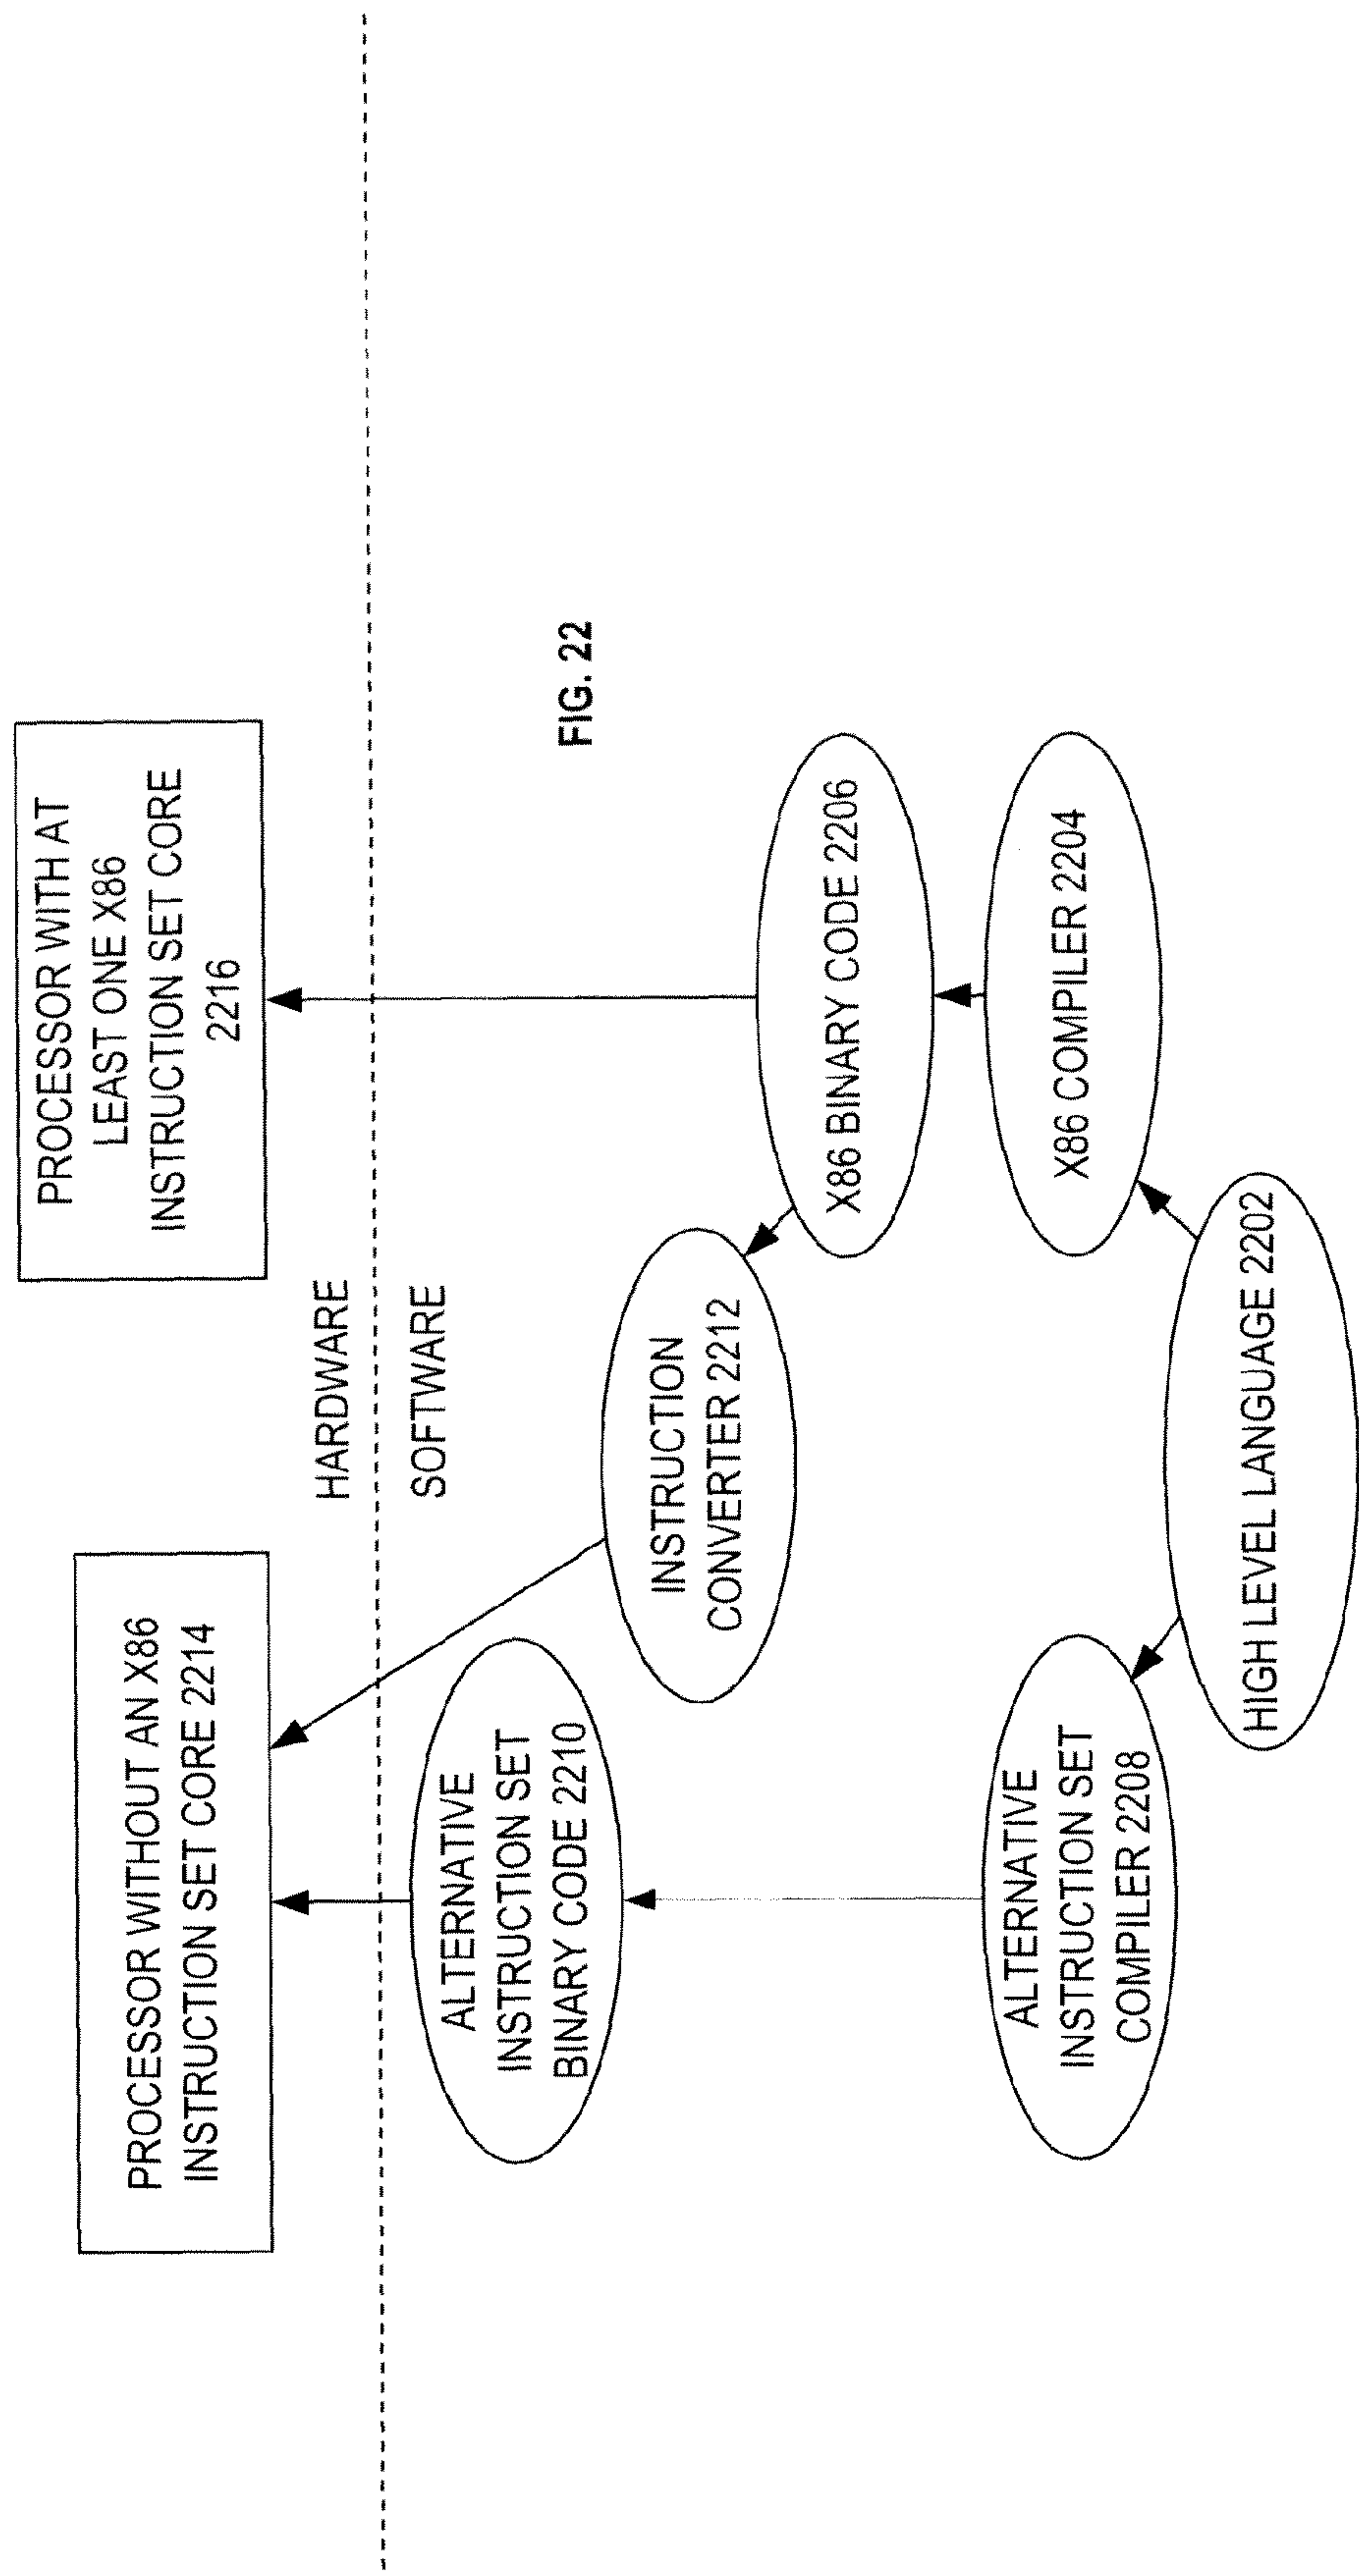 PROCESSOR WITHOUT AN X86
INSTRUCTION SET CORE 2214
PROCESSOR WITH AT
LEAST ONE X86
INSTRUCTION SET CORE
2216
HARDWARE
SOFTWARE
ALTERNATIVE
INSTRUCTION SET
BINARY CODE 2210
INSTRUCTION
CONVERTER 2212
FIG. 22
X86 BINARY CODE 2206
ALTERNATIVE
INSTRUCTION SET
COMPILER 2208
X86 COMPILER 2204
HIGH LEVEL LANGUAGE 2202